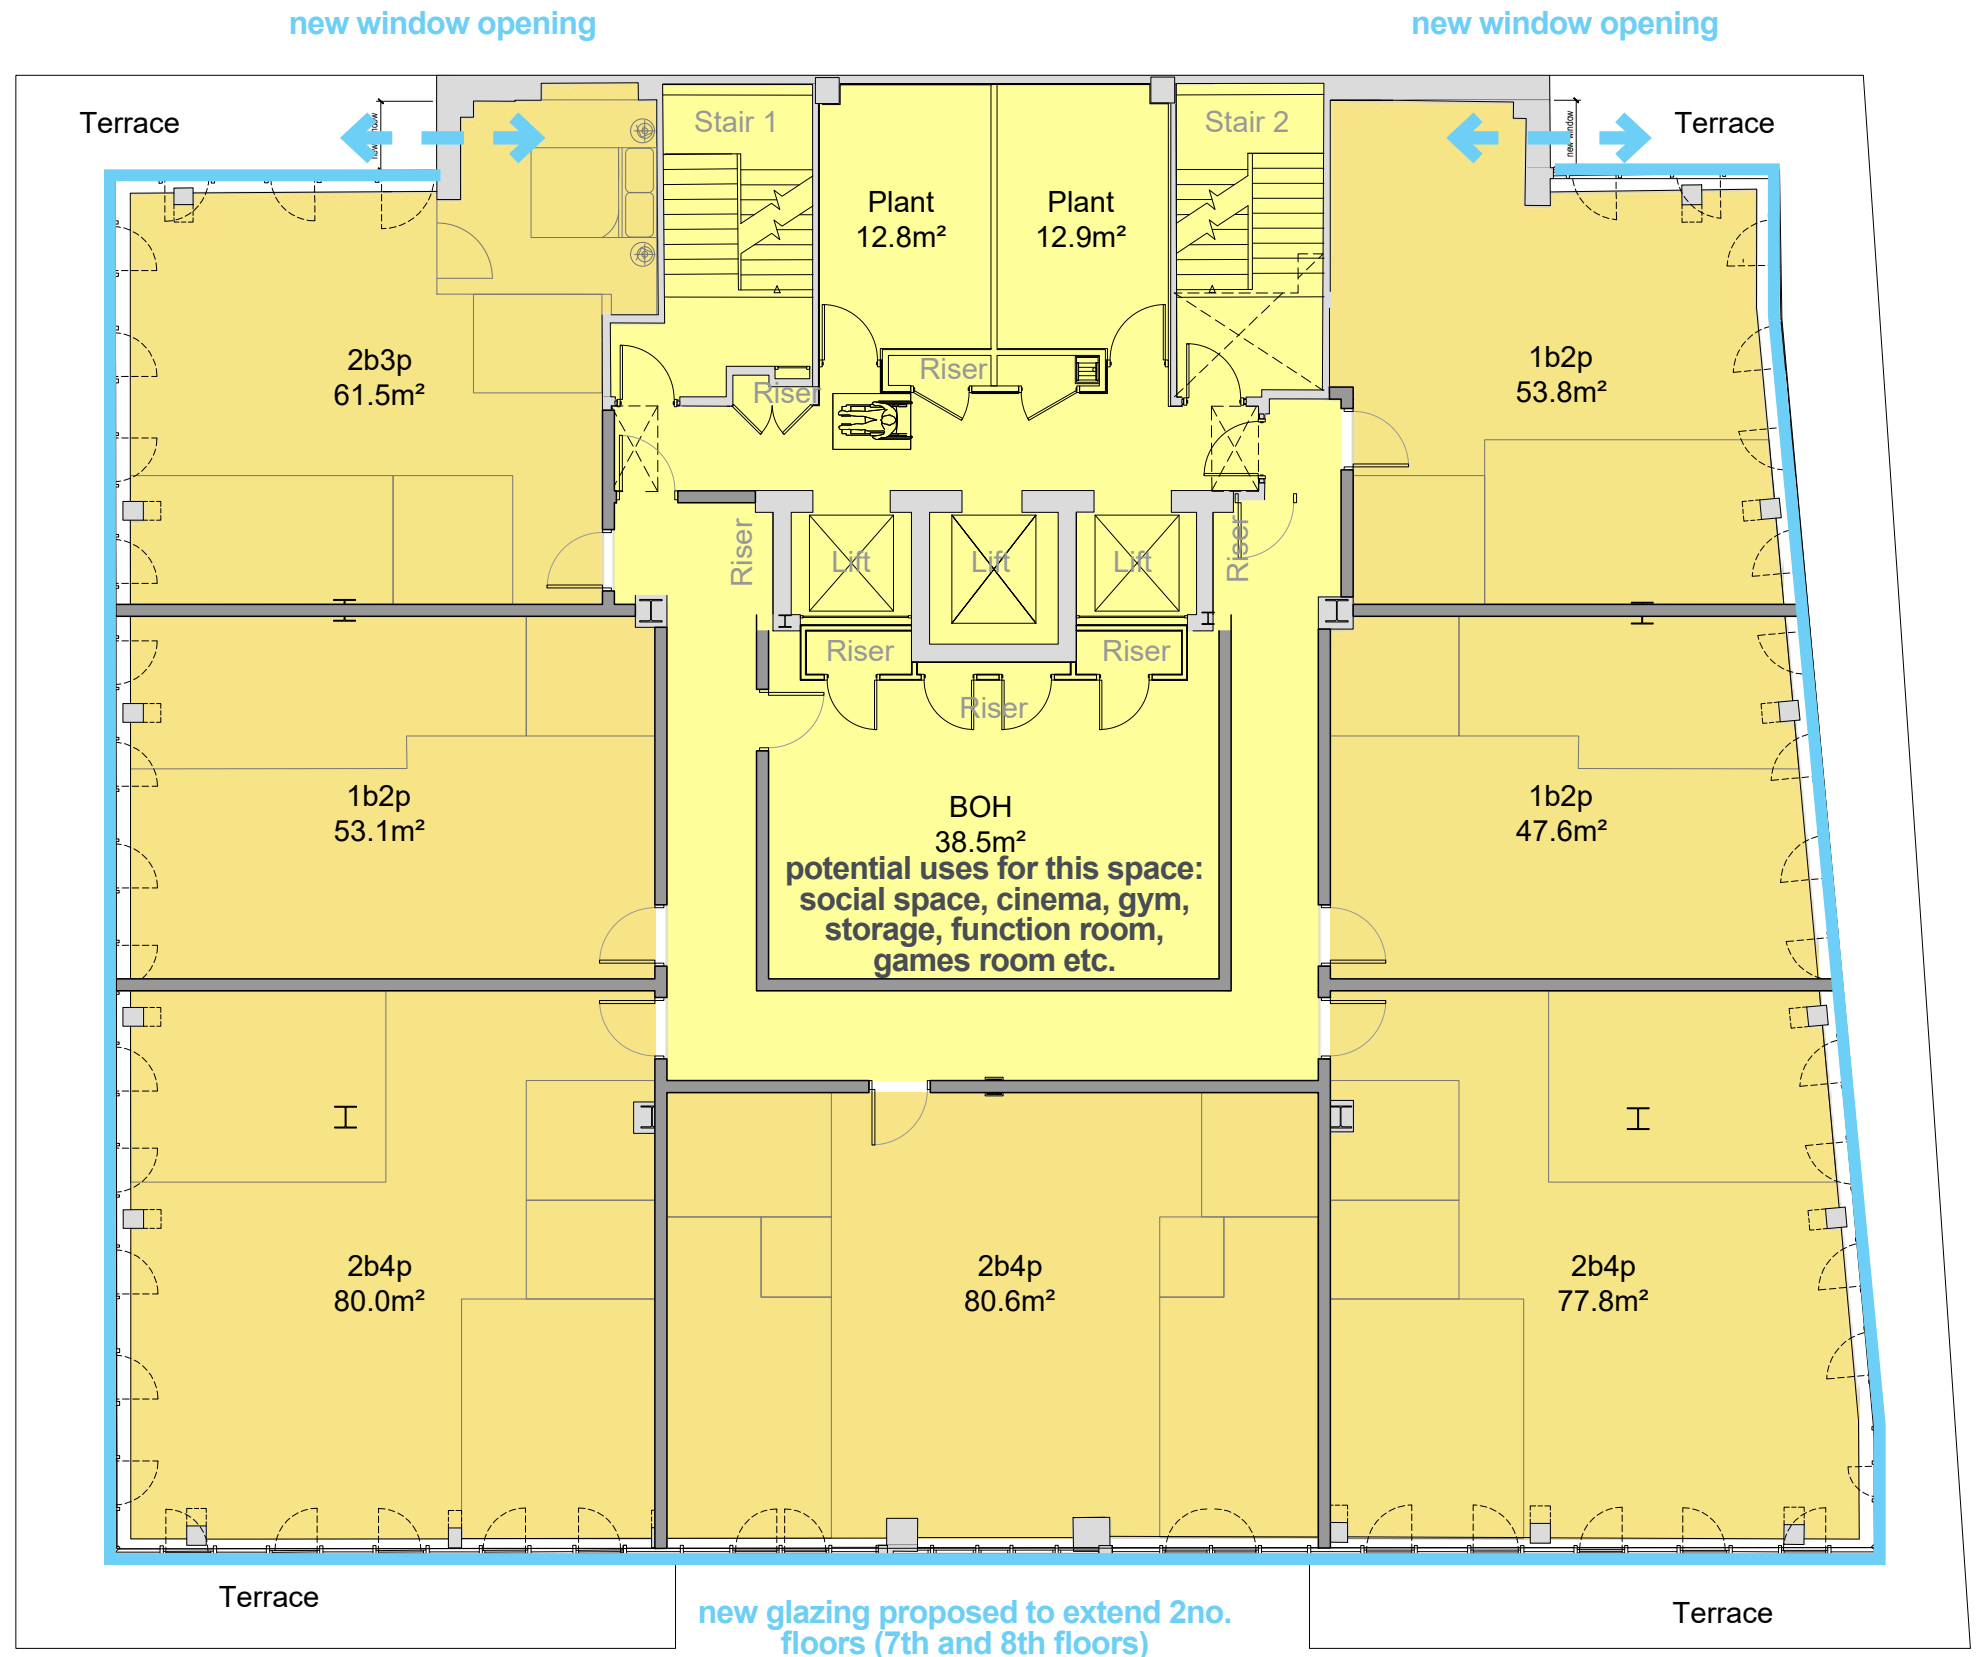 new window opening
new window opening
Terrace
Stair 1
Stair 2
Terrace
new window
new window
Plant
12.8m²
Plant
12.9m²
2b3p
61.5m²
Riser
Riser
1b2p
53.8m²
Riser
Lift
Lift
Lift
Riser
Riser
Riser
Riser
1b2p
53.1m²
BOH
38.5m²
potential uses for this space:
social space, cinema, gym,
storage, function room,
games room etc.
1b2p
47.6m²
2b4p
80.0m²
2b4p
80.6m²
2b4p
77.8m²
Terrace
new glazing proposed to extend 2no.
floors (7th and 8th floors)
Terrace